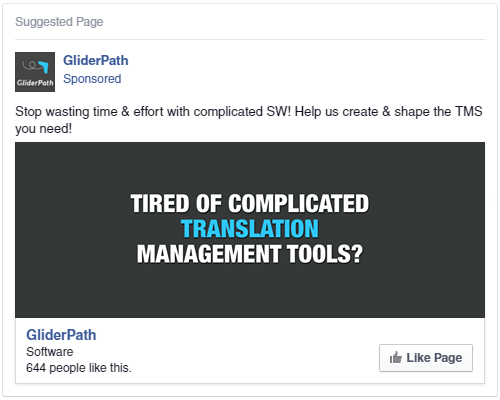 Suggested Page
GliderPath
GliderPath
Sponsored
Stop wasting time & effort with complicated SW! Help us create & shape the TMS
you need!
TIRED OF COMPLICATED
TRANSLATION
MANAGEMENT TOOLS?
GliderPath
Software
644 people like this.
Like Page